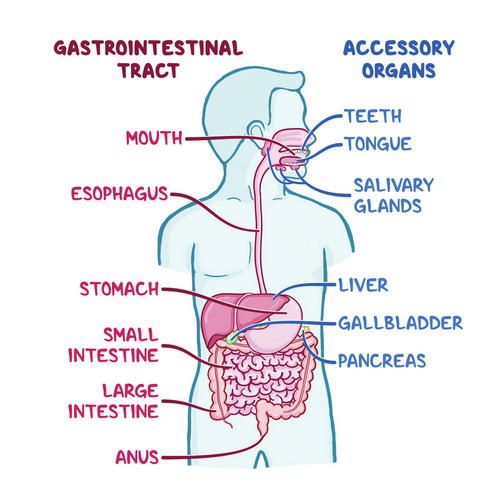 GASTROINTESTINAL
TRACT
MOUTH
ESOPHAGUS
STOMACH
SMALL
INTESTINE
LARGE
INTESTINE
ANUS
ACCESSORY
ORGANS
TEETH
TONGUE
SALIVARY
GLANDS
LIVER
GALLBLADDER
PANCREAS